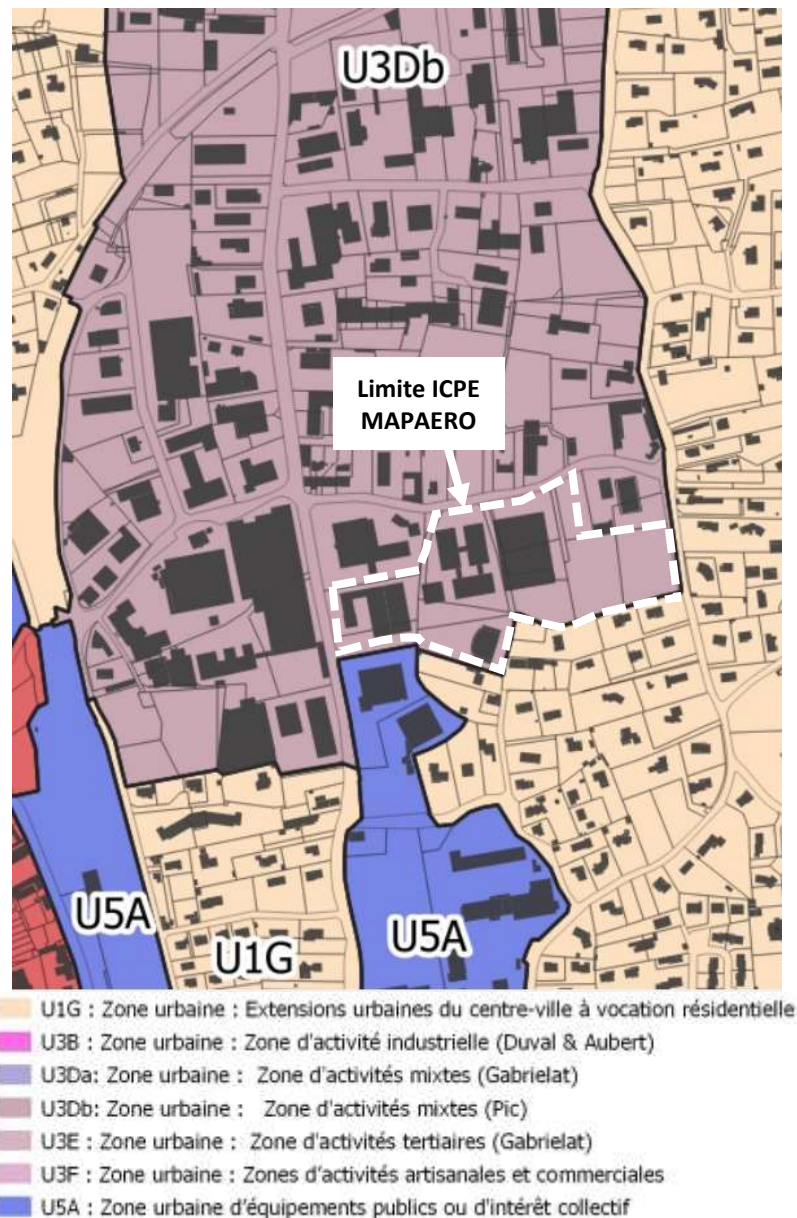 U3Db
Limite ICPE
MAPAERO
U5A
U1G
U5A
U1G : Zone urbaine : Extensions urbaines du centre-ville à vocation résidentielle
U3B : Zone urbaine : Zone d'activité industrielle (Duval & Aubert)
U3Da: Zone urbaine : Zone d'activités mixtes (Gabrielat)
U3Db: Zone urbaine : Zone d'activités mixtes (Pic)
U3E : Zone urbaine : Zone d'activités tertiaires (Gabrielat)
U3F : Zone urbaine : Zones d'activités artisanales et commerciales
U5A : Zone urbaine d'équipements publics ou d'intérêt collectif